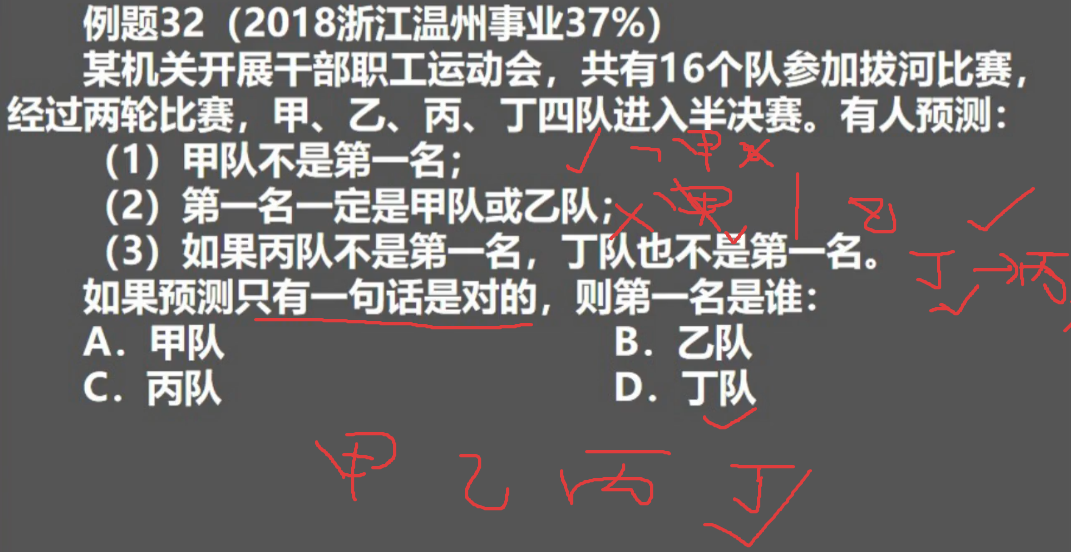 例题32（2018浙江温州事业37%）
某机关开展干部职工运动会，共有16个队参加拔河比赛，
经过两轮比赛，甲、乙、丙、丁四队进入半决赛。有人预测：
（1）甲队不是第一名；
¬甲
（2）第一名一定是甲队或乙队；
甲 | 乙
（3）如果丙队不是第一名，丁队也不是第一名。
丁→丙
如果预测只有一句话是对的，则第一名是谁：
A．甲队 B．乙队
C．丙队 D．丁队
甲 乙 丙 丁